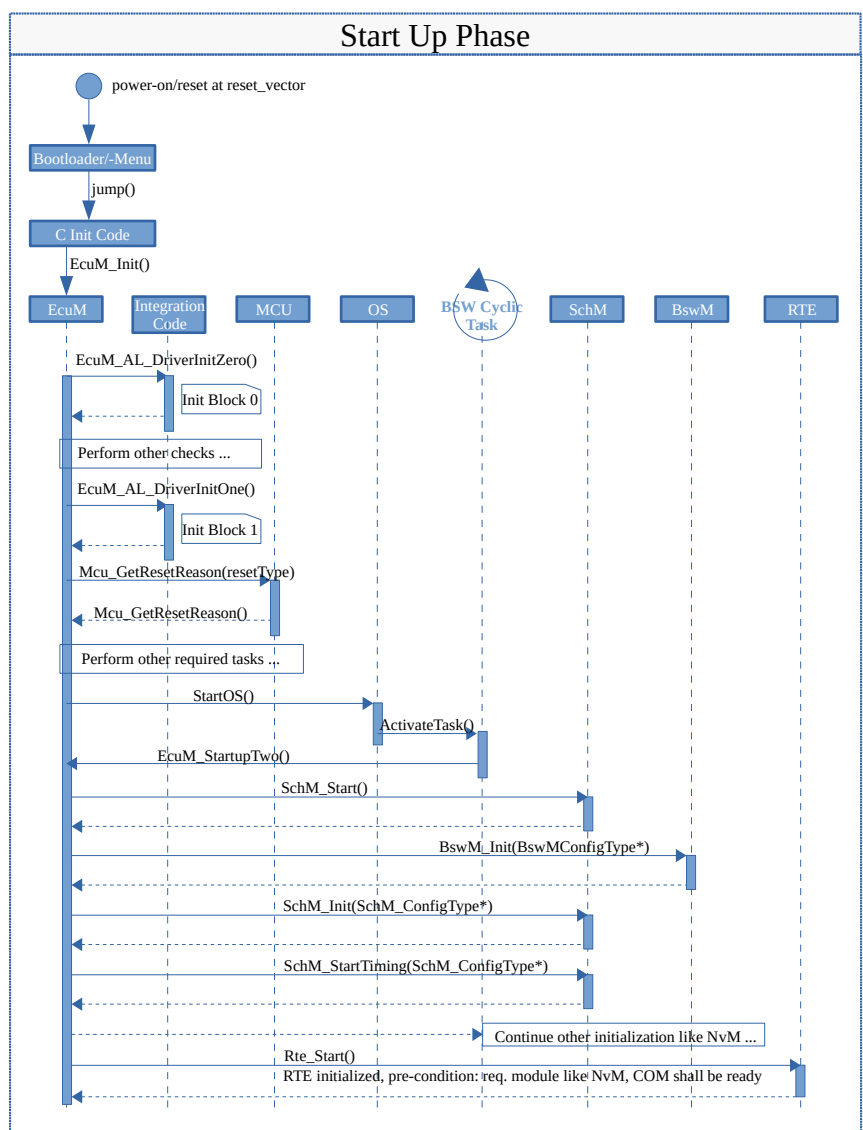 Start Up Phase
power-on/reset at reset_vector
Bootloader/-Menu
jump()
C Init Code
EcuM_Init()
EcuM
Integration
Code
MCU
OS
BSW Cyclic
Task
SchM
BswM
RTE
EcuM_AL_DriverInitZero()
Init Block 0
Perform other checks ...
EcuM_AL_DriverInitOne()
Init Block 1
Mcu_GetResetReason(resetType)
Mcu_GetResetReason()
Perform other required tasks ...
StartOS()
ActivateTask()
EcuM_StartupTwo()
SchM_Start()
BswM_Init(BswMConfigType*)
SchM_Init(SchM_ConfigType*)
SchM_StartTiming(SchM_ConfigType*)
Continue other initialization like NvM ...
Rte_Start()
RTE initialized, pre-condition: req. module like NvM, COM shall be ready